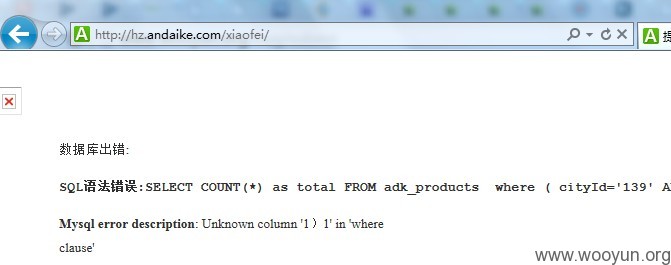 http://hz.andaike.com/xiaofei/
数据库出错:
SQL语法错误:SELECT COUNT(*) as total FROM adk_products where ( cityId='139' A
Mysql error description: Unknown column '1）1' in 'where
clause'
www.wooyun.org